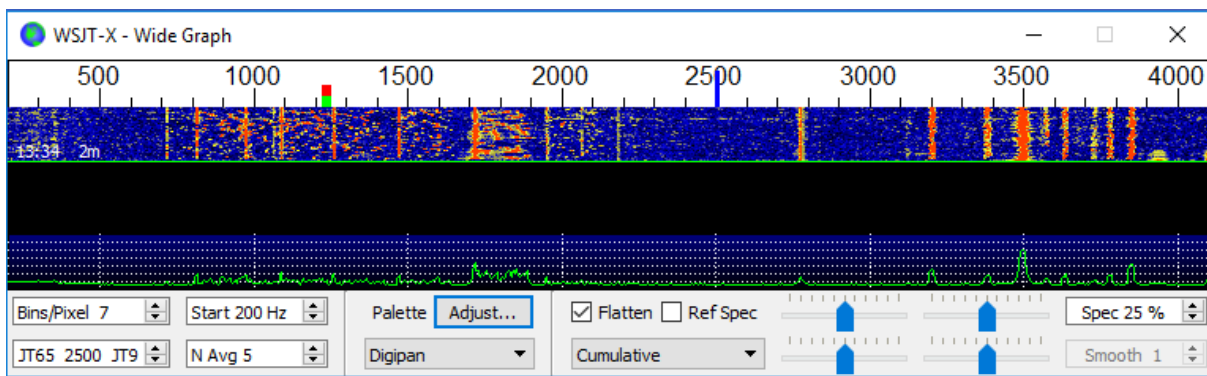 WSJT-X - Wide Graph
500 1000 1500 2000 2500 3000 3500 4000
13:34 2m
Bins/Pixel 7 Start 200 Hz Palette Adjust... Flatten Ref Spec Spec 25 %
JT65 2500 JT9 N Avg 5 Digipan Cumulative Smooth 1